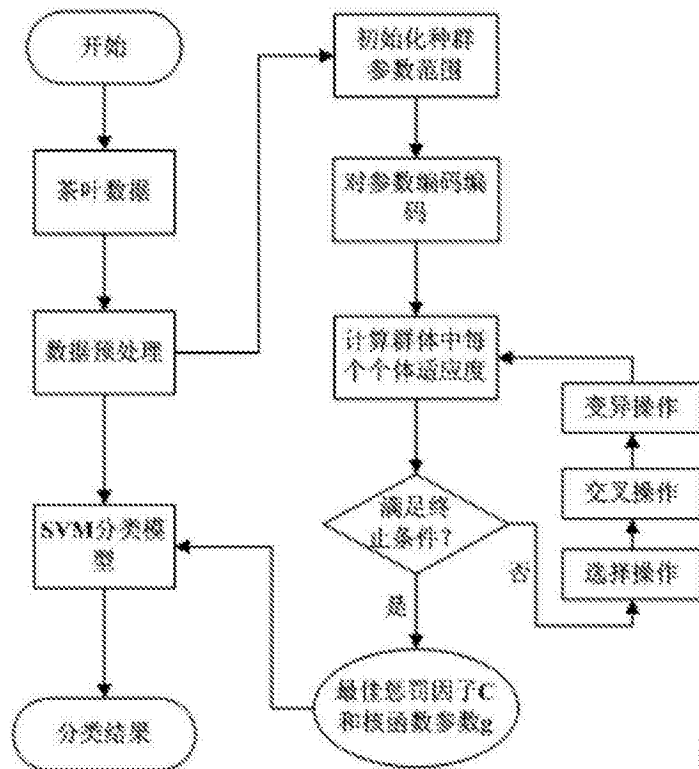 开始
茶叶数据
数据预处理
SVM分类模
型
分类结果
初始化种群
参数范围
对参数编码编
码
计算群体中每
个个体适应度
满足终
止条件？
是
否
选择操作
交叉操作
变异操作
最佳惩罚因子C
和核函数参数g